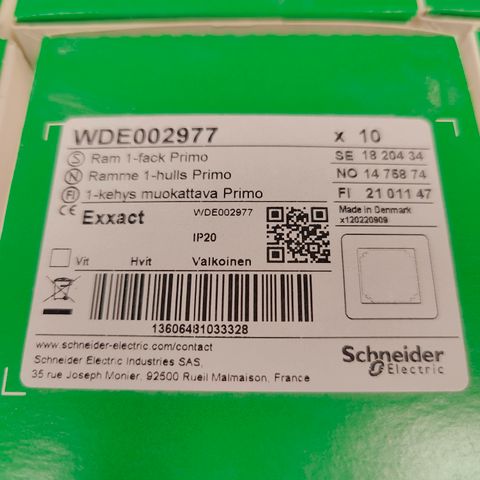 WDE002977 x 10
S Ram 1-fack Primo SE 18 204 34
N Ramme 1-hulls Primo NO 14 758 74
FI 1-kehys muokattava Primo FI 21 011 47
CE Exxact WDE002977 Made in Denmark
x120220909
IP20
Vit Hvit Valkoinen
13606481033328
www.schneider-electric.com/contact
Schneider Electric Industries SAS,
35 rue Joseph Monier, 92500 Rueil Malmaison, France
Schneider
Electric